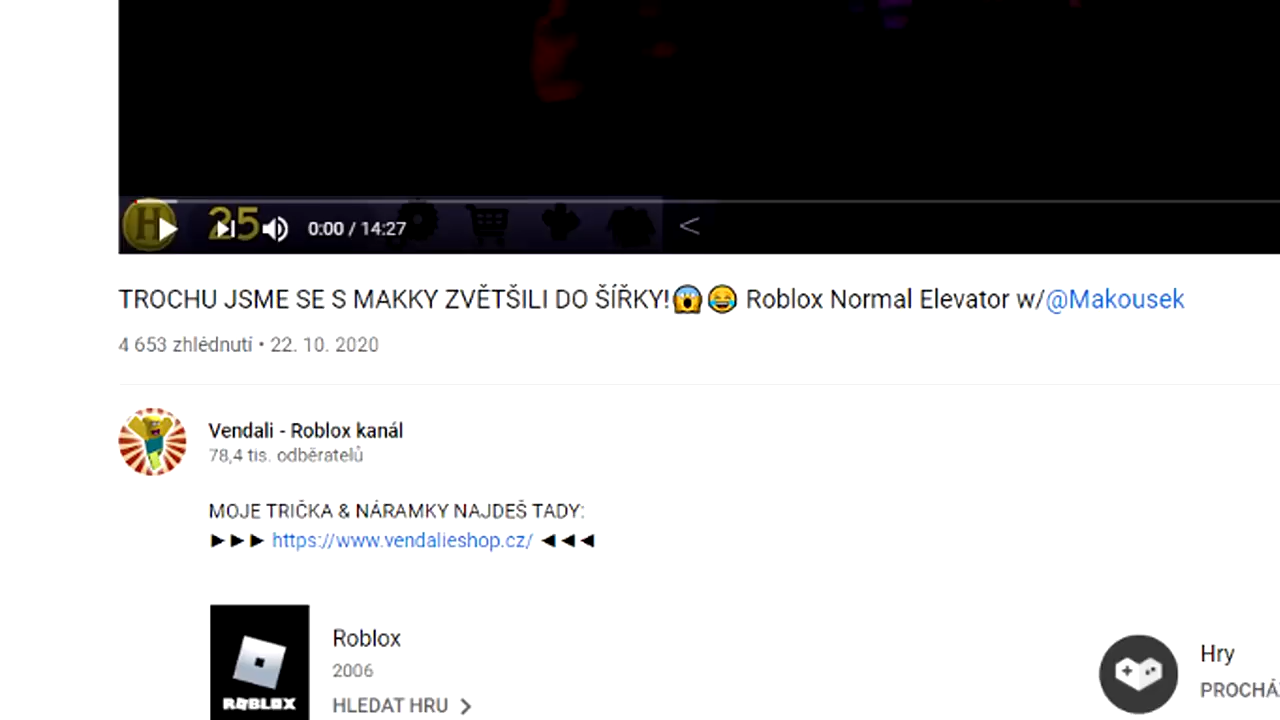 H 25 0:00 / 14:27
TROCHU JSME SE S MAKKY ZVĚTŠILI DO ŠÍŘKY!😱😂 Roblox Normal Elevator w/@Makousek
4 653 zhlédnutí • 22. 10. 2020
Vendali - Roblox kanál
78,4 tis. odběratelů
MOJE TRIČKA & NÁRAMKY NAJDEŠ TADY:
►►► https://www.vendalieshop.cz/ ◄◄◄
Roblox
2006
ROBLOX
HLEDAT HRU >
Hry
PROCHÁ